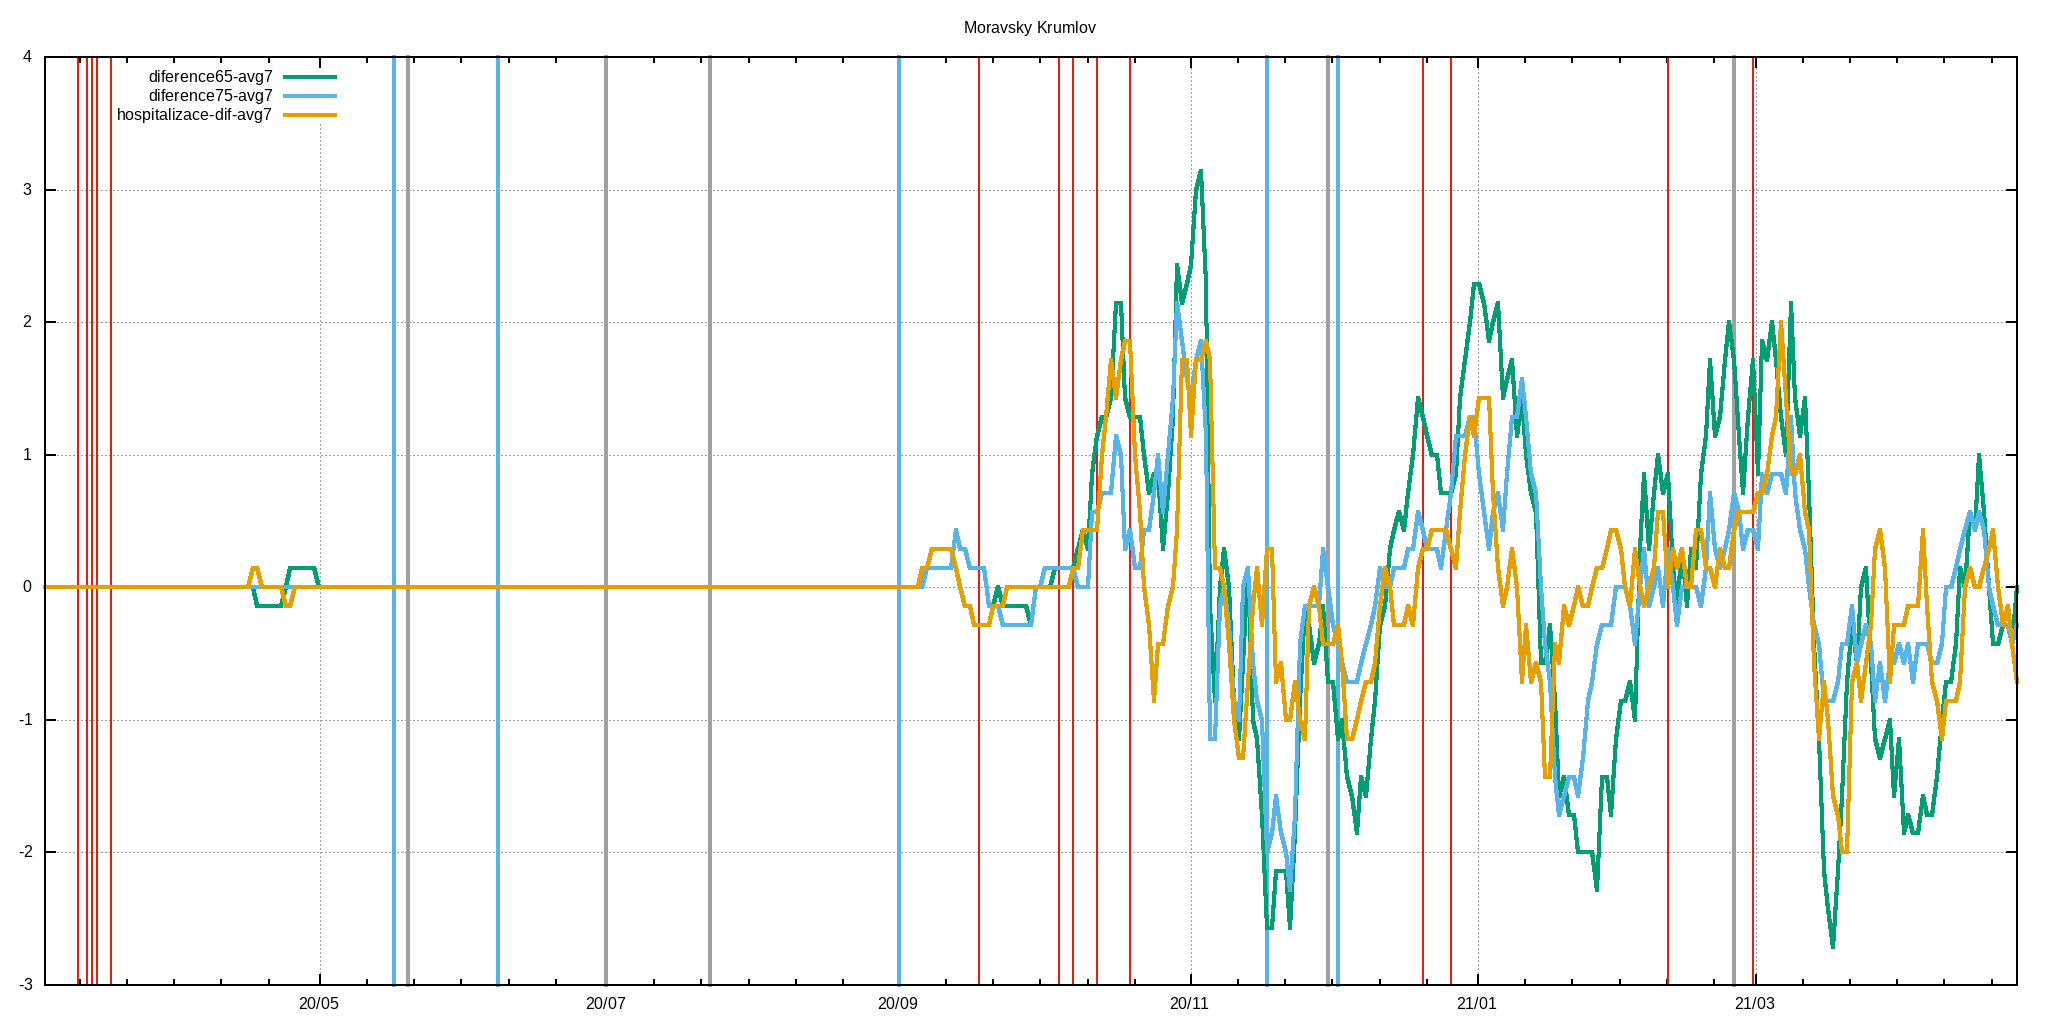 Moravsky Krumlov
4
diference65-avg7
diference75-avg7
hospitalizace-dif-avg7
3
2
1
0
-1
-2
-3
20/05 20/07 20/09 20/11 21/01 21/03